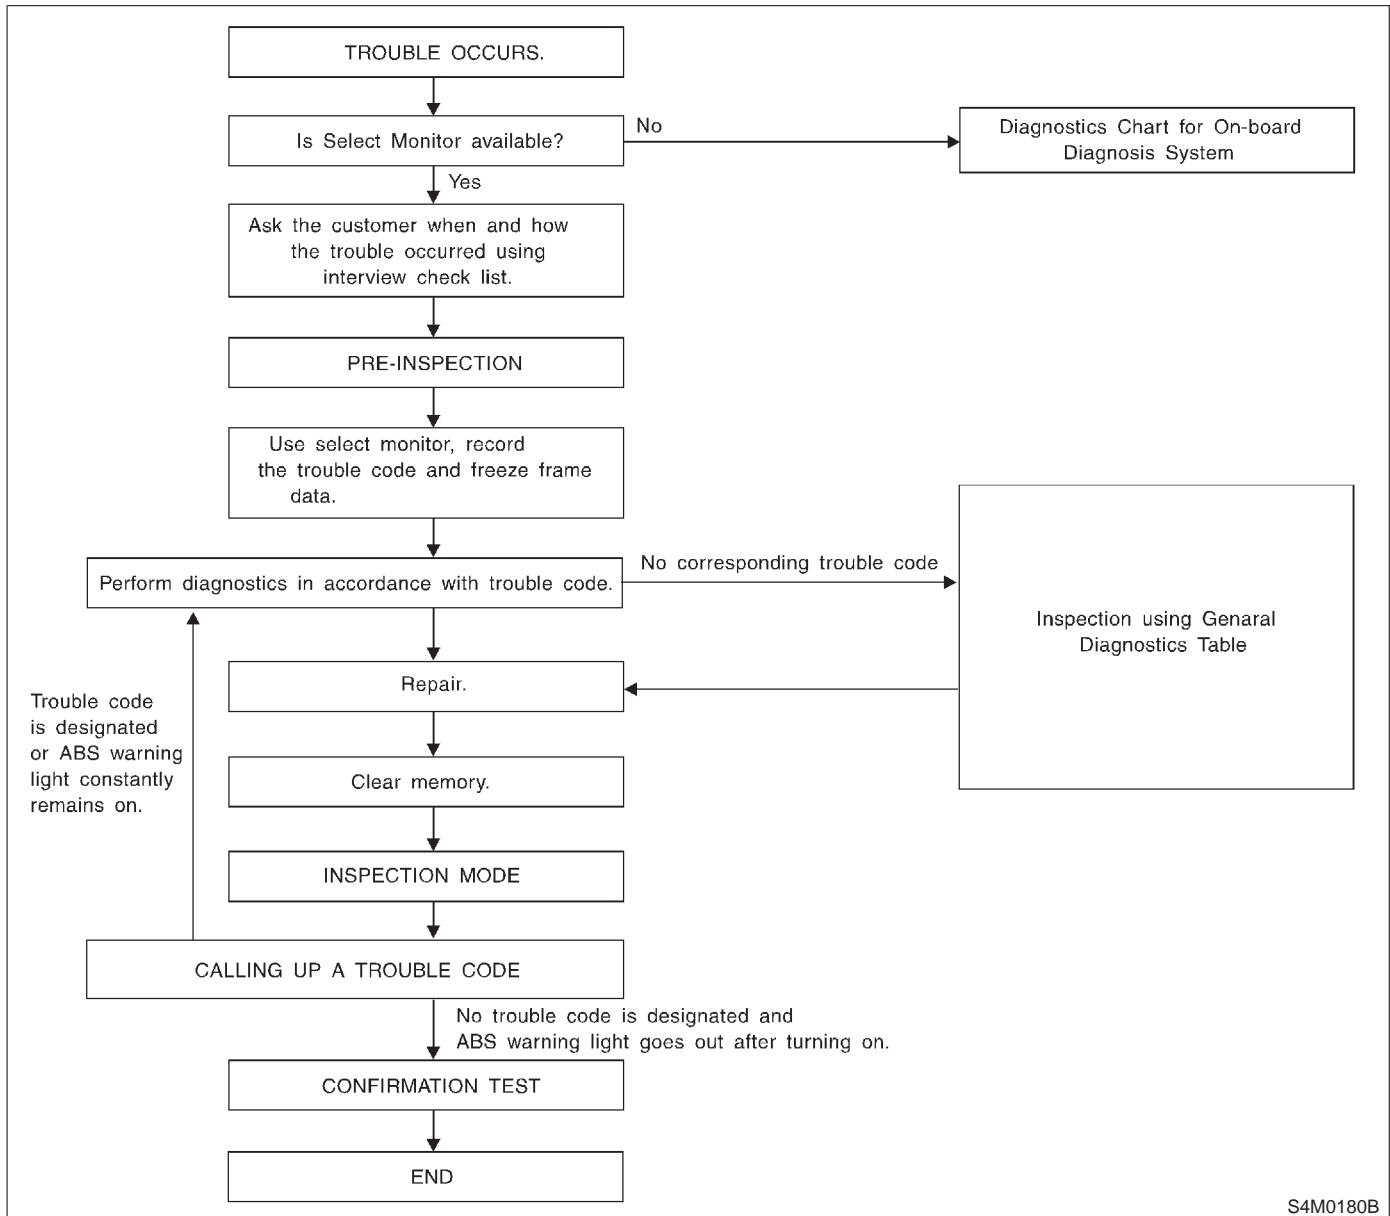 TROUBLE OCCURS.
Is Select Monitor available?
No
Diagnostics Chart for On-board
Diagnosis System
Yes
Ask the customer when and how
the trouble occurred using
interview check list.
PRE-INSPECTION
Use select monitor, record
the trouble code and freeze frame
data.
Perform diagnostics in accordance with trouble code.
No corresponding trouble code
Inspection using Genaral
Diagnostics Table
Repair.
Trouble code
is designated
or ABS warning
light constantly
remains on.
Clear memory.
INSPECTION MODE
CALLING UP A TROUBLE CODE
No trouble code is designated and
ABS warning light goes out after turning on.
CONFIRMATION TEST
END
S4M0180B